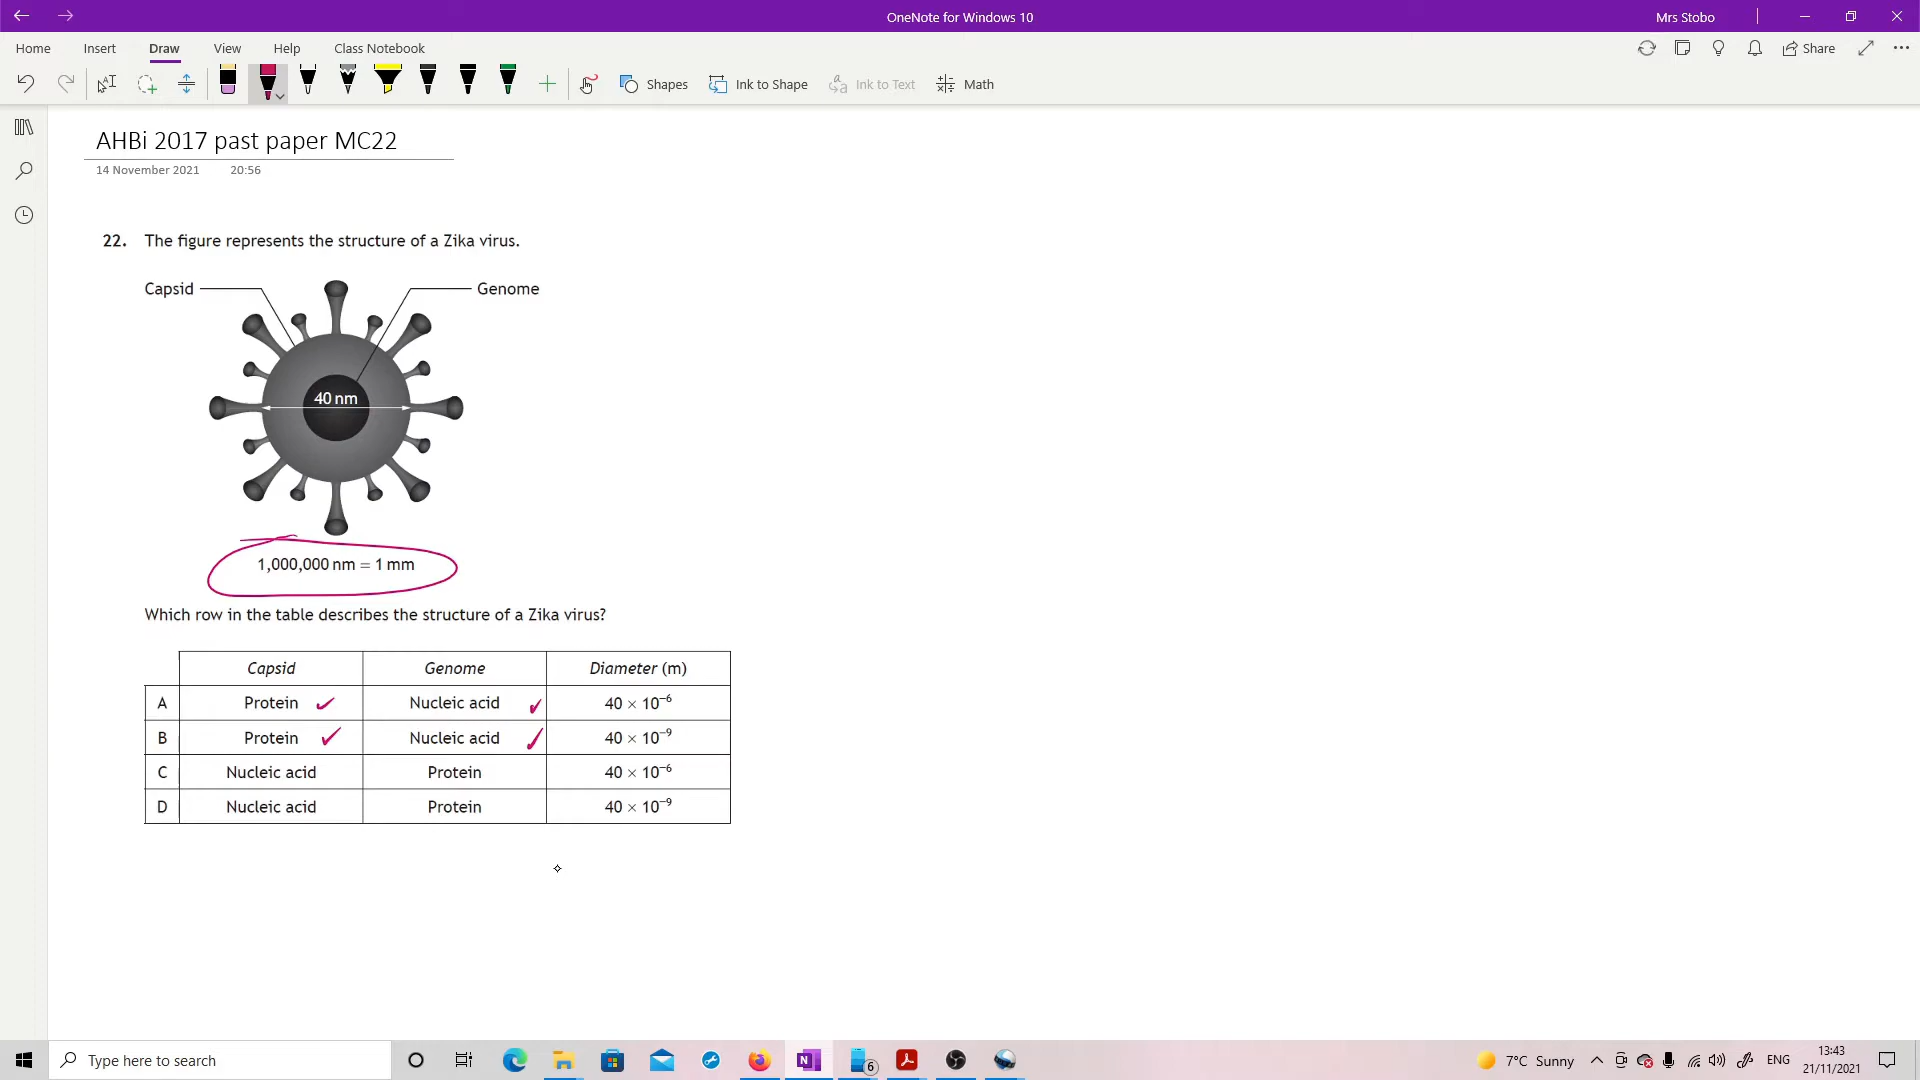 OneNote for Windows 10
Mrs Stobo
Home Insert Draw View Help Class Notebook
Share
Shapes Ink to Shape Ink to Text Math
AHBi 2017 past paper MC22
14 November 2021 20:56
22. The figure represents the structure of a Zika virus.
Capsid Genome
40 nm
1,000,000 nm = 1 mm
Which row in the table describes the structure of a Zika virus?
Capsid Genome Diameter (m)
A Protein Nucleic acid 40 × 10⁻⁶
B Protein Nucleic acid 40 × 10⁻⁹
C Nucleic acid Protein 40 × 10⁻⁶
D Nucleic acid Protein 40 × 10⁻⁹
Type here to search
6
7°C Sunny
ENG
13:43
21/11/2021